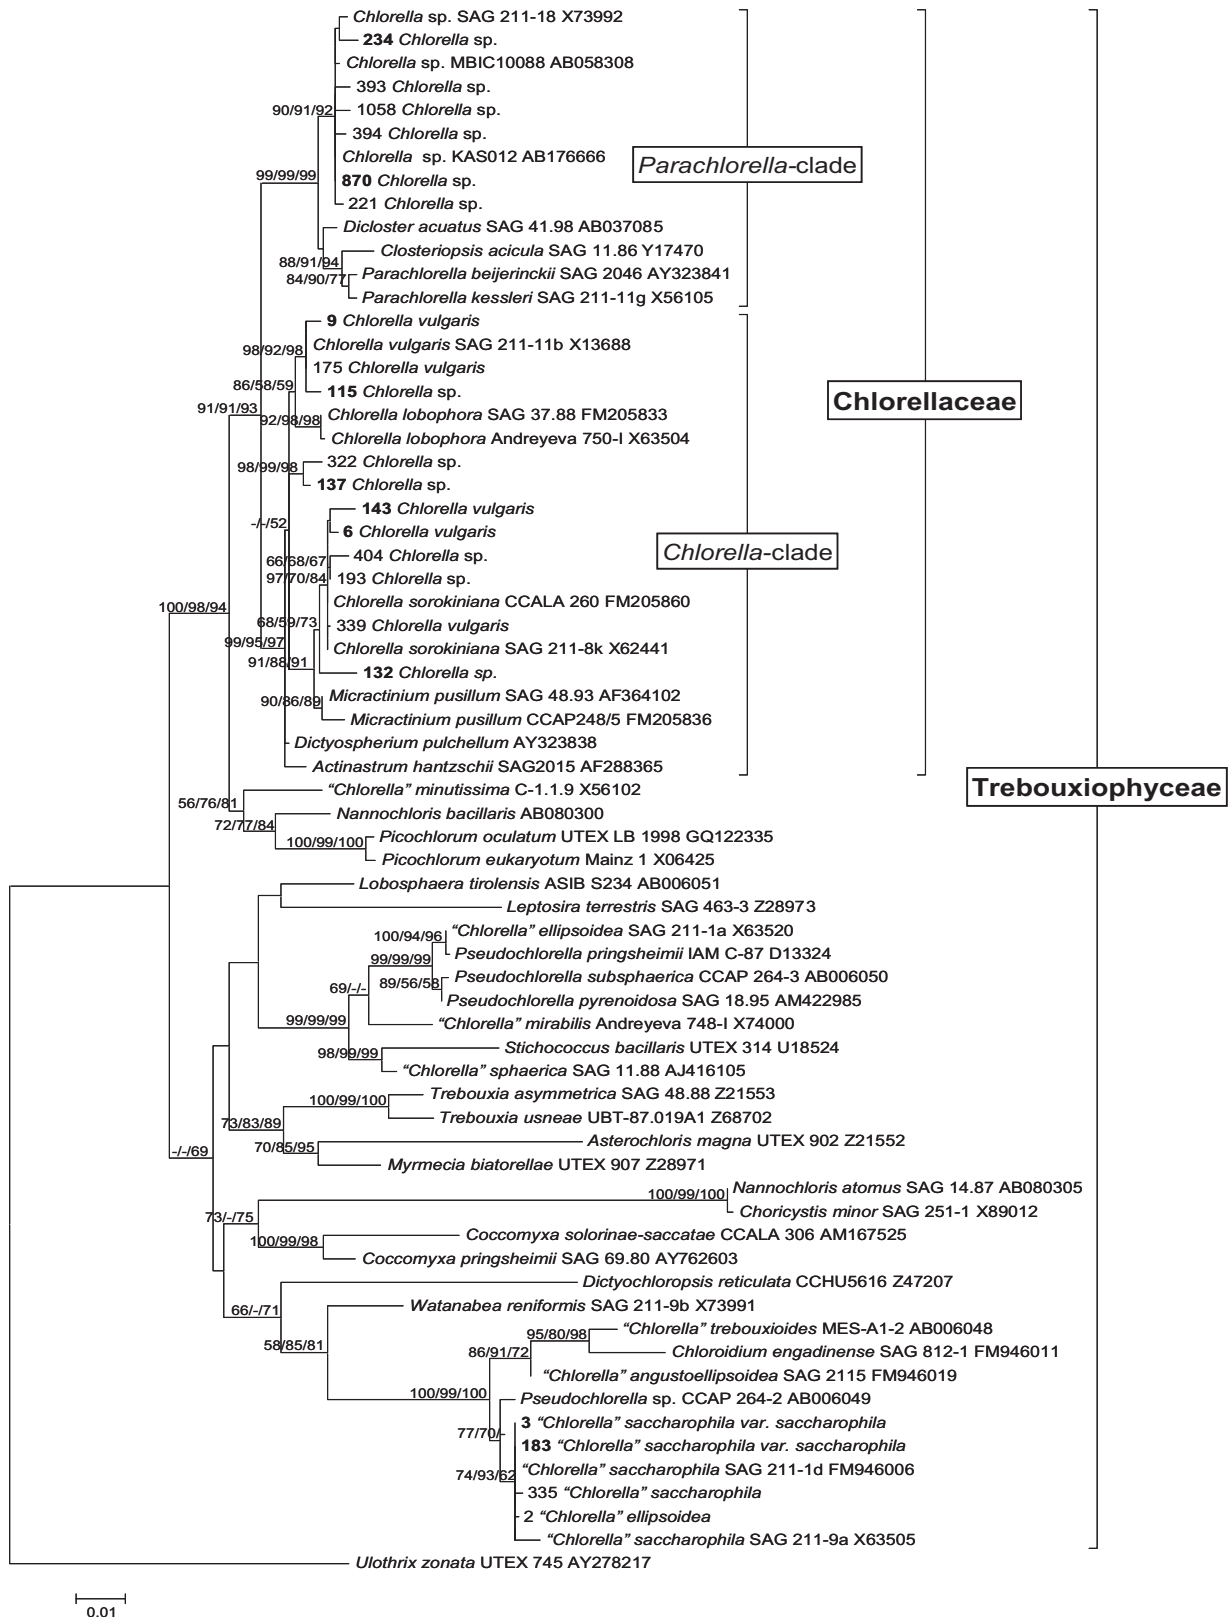 Chlorella sp. SAG 211-18 X73992
234 Chlorella sp.
Chlorella sp. MBIC10088 AB058308
393 Chlorella sp.
90/91/92
1058 Chlorella sp.
394 Chlorella sp.
Chlorella sp. KAS012 AB176666
Parachlorella-clade
99/99/99
870 Chlorella sp.
221 Chlorella sp.
Dicloster acuatus SAG 41.98 AB037085
Closteriopsis acicula SAG 11.86 Y17470
88/91/94
Parachlorella beijerinckii SAG 2046 AY323841
84/90/77
Parachlorella kessleri SAG 211-11g X56105
9 Chlorella vulgaris
Chlorella vulgaris SAG 211-11b X13688
98/92/98
175 Chlorella vulgaris
86/58/59
115 Chlorella sp.
Chlorellaceae
91/91/93
Chlorella lobophora SAG 37.88 FM205833
92/98/98
Chlorella lobophora Andreyeva 750-I X63504
322 Chlorella sp.
98/99/98
137 Chlorella sp.
143 Chlorella vulgaris
-/-/52
6 Chlorella vulgaris
Chlorella-clade
404 Chlorella sp.
66/68/67
97/70/84
193 Chlorella sp.
Chlorella sorokiniana CCALA 260 FM205860
100/98/94
68/59/73
339 Chlorella vulgaris
99/95/97
Chlorella sorokiniana SAG 211-8k X62441
91/88/91
132 Chlorella sp.
Micractinium pusillum SAG 48.93 AF364102
90/86/89
Micractinium pusillum CCAP248/5 FM205836
Dictyospherium pulchellum AY323838
Actinastrum hantzschii SAG2015 AF288365
Trebouxiophyceae
“Chlorella” minutissima C-1.1.9 X56102
56/76/81
Nannochloris bacillaris AB080300
72/77/84
Picochlorum oculatum UTEX LB 1998 GQ122335
100/99/100
Picochlorum eukaryotum Mainz 1 X06425
Lobosphaera tirolensis ASIB S234 AB006051
Leptosira terrestris SAG 463-3 Z28973
“Chlorella” ellipsoidea SAG 211-1a X63520
100/94/96
Pseudochlorella pringsheimii IAM C-87 D13324
99/99/99
Pseudochlorella subsphaerica CCAP 264-3 AB006050
89/56/58
69/-/-
Pseudochlorella pyrenoidosa SAG 18.95 AM422985
99/99/99
“Chlorella” mirabilis Andreyeva 748-I X74000
Stichococcus bacillaris UTEX 314 U18524
98/99/99
“Chlorella” sphaerica SAG 11.88 AJ416105
Trebouxia asymmetrica SAG 48.88 Z21553
100/99/100
Trebouxia usneae UBT-87.019A1 Z68702
73/83/89
Asterochloris magna UTEX 902 Z21552
70/85/95
-/-/69
Myrmecia biatorellae UTEX 907 Z28971
Nannochloris atomus SAG 14.87 AB080305
100/99/100
Choricystis minor SAG 251-1 X89012
73/-/75
Coccomyxa solorinae-saccatae CCALA 306 AM167525
100/99/98
Coccomyxa pringsheimii SAG 69.80 AY762603
Dictyochloropsis reticulata CCHU5616 Z47207
66/-/71
Watanabea reniformis SAG 211-9b X73991
“Chlorella” trebouxioides MES-A1-2 AB006048
95/80/98
58/85/81
86/91/72
Chloroidium engadinense SAG 812-1 FM946011
“Chlorella” angustoellipsoidea SAG 2115 FM946019
100/99/100
Pseudochlorella sp. CCAP 264-2 AB006049
3 “Chlorella” saccharophila var. saccharophila
77/70/-
183 “Chlorella” saccharophila var. saccharophila
“Chlorella” saccharophila SAG 211-1d FM946006
74/93/62
335 “Chlorella” saccharophila
2 “Chlorella” ellipsoidea
“Chlorella” saccharophila SAG 211-9a X63505
Ulothrix zonata UTEX 745 AY278217
0.01